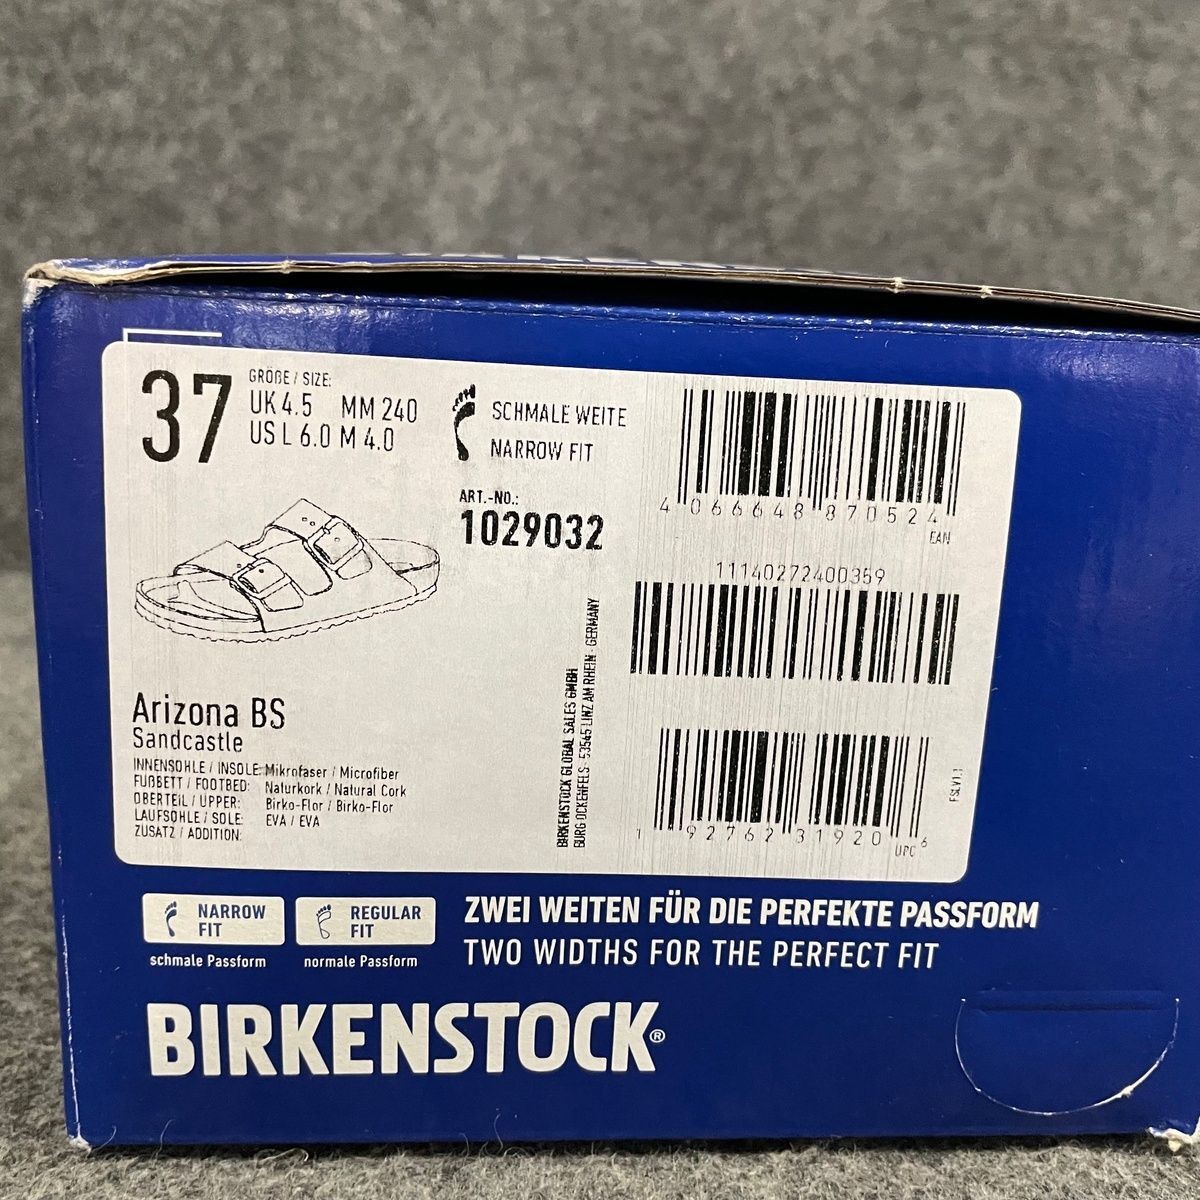 37
GRÖßE / SIZE:
UK 4.5 MM 240
US L 6.0 M 4.0
SCHMALE WEITE
NARROW FIT
ART.-NO.:
1029032
4 066648 870524
EAN
11140272400359
1 92762 31920 6
UPC
FSLV1.1
BIRKENSTOCK GLOBAL SALES GMBH
BURG OCKENFELS · 53545 LINZ AM RHEIN · GERMANY
Arizona BS
Sandcastle
INNENSOHLE / INSOLE: Mikrofaser / Microfiber
FUßBETT / FOOTBED: Naturkork / Natural Cork
OBERTEIL / UPPER: Birko-Flor / Birko-Flor
LAUFSOHLE / SOLE: EVA / EVA
ZUSATZ / ADDITION:
NARROW FIT
schmale Passform
REGULAR FIT
normale Passform
ZWEI WEITEN FÜR DIE PERFEKTE PASSFORM
TWO WIDTHS FOR THE PERFECT FIT
BIRKENSTOCK®